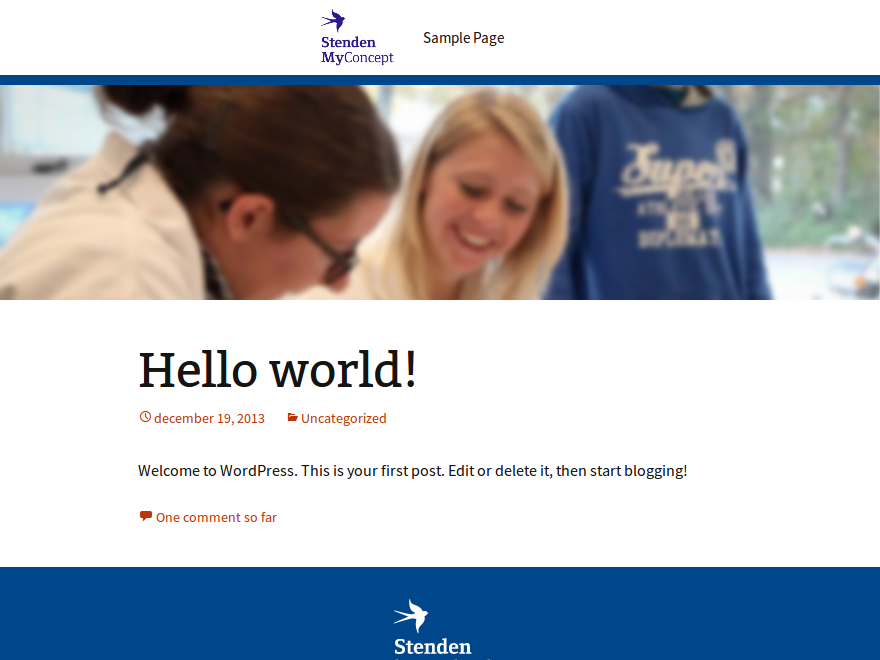 Stenden
MyConcept
Sample Page
Hello world!
december 19, 2013
Uncategorized
Welcome to WordPress. This is your first post. Edit or delete it, then start blogging!
One comment so far
Stenden